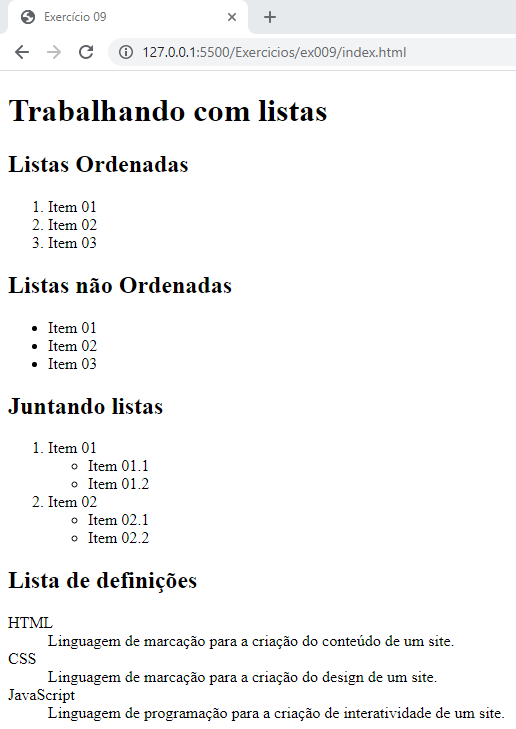 Exercício 09
127.0.0.1:5500/Exercicios/ex009/index.html
Trabalhando com listas
Listas Ordenadas
1. Item 01
2. Item 02
3. Item 03
Listas não Ordenadas
• Item 01
• Item 02
• Item 03
Juntando listas
1. Item 01
○ Item 01.1
○ Item 01.2
2. Item 02
○ Item 02.1
○ Item 02.2
Lista de definições
HTML
Linguagem de marcação para a criação do conteúdo de um site.
CSS
Linguagem de marcação para a criação do design de um site.
JavaScript
Linguagem de programação para a criação de interatividade de um site.